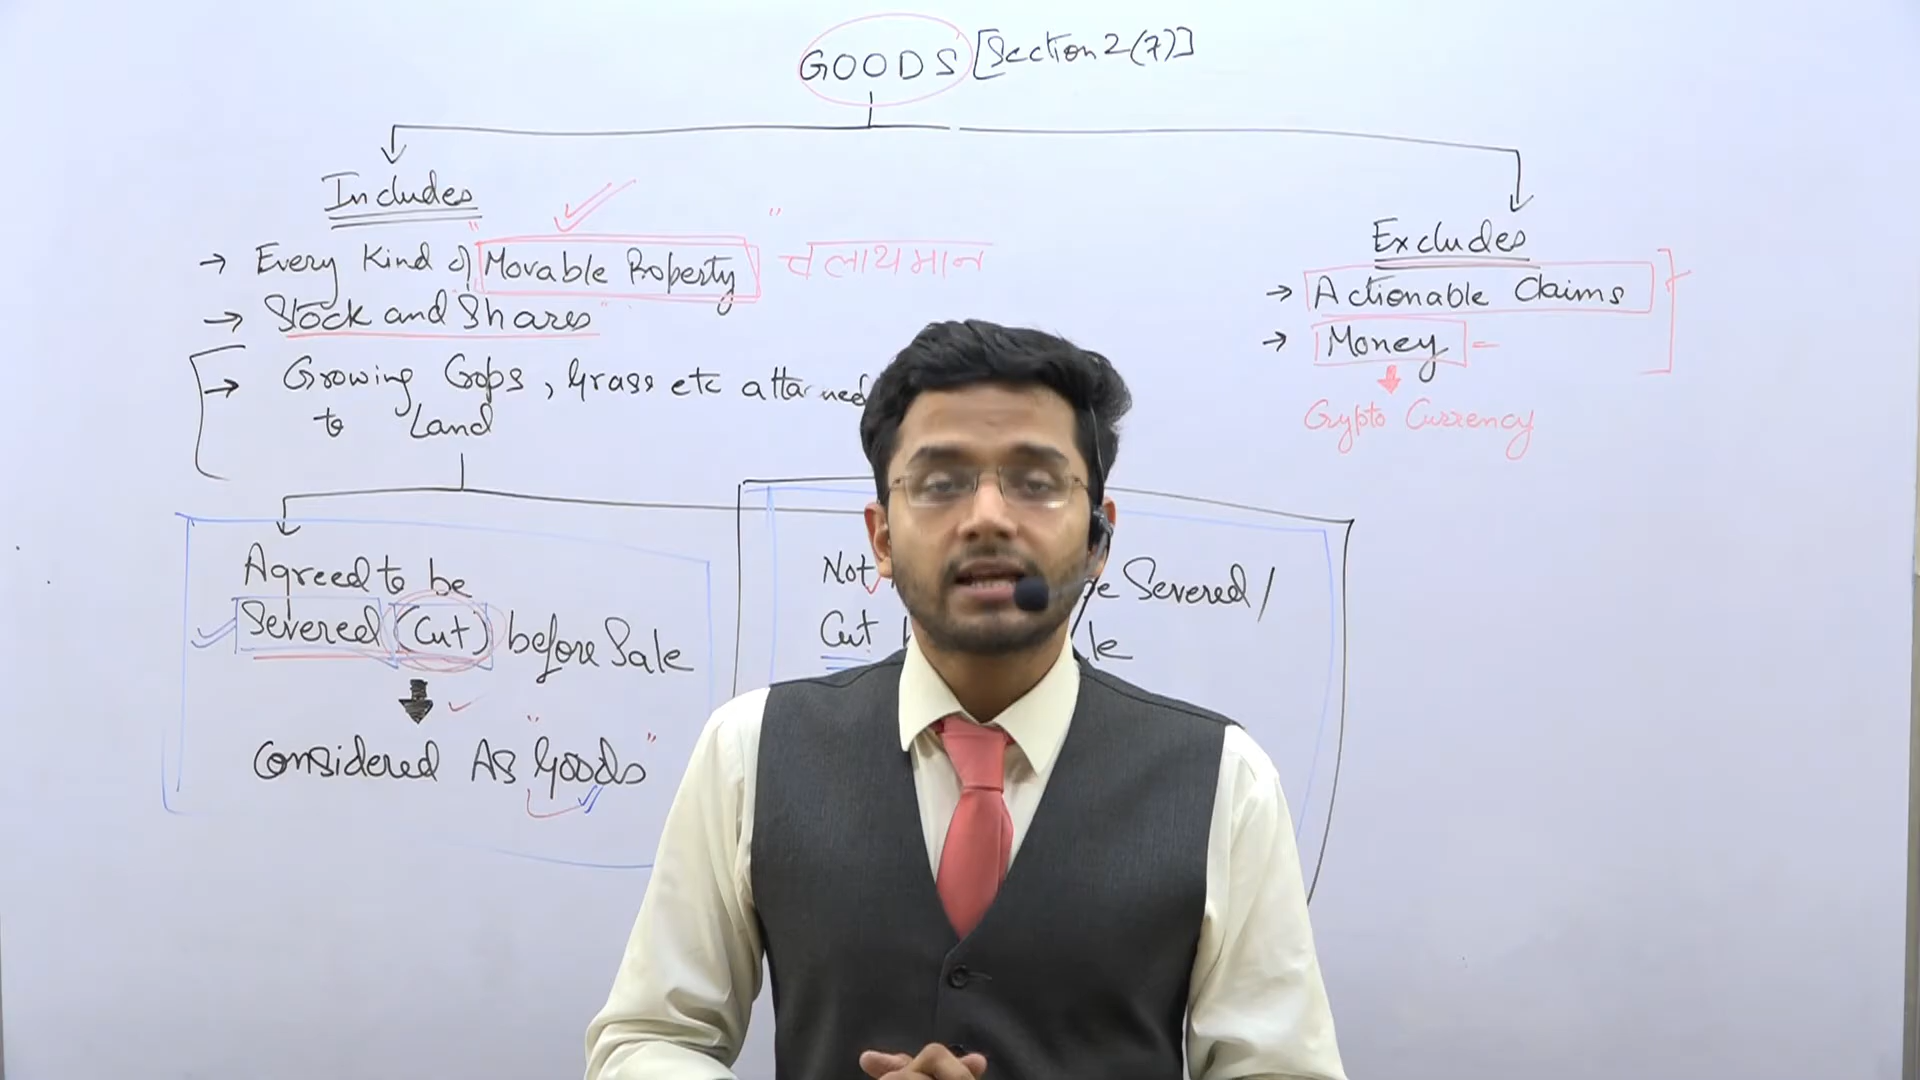 GOODS [Section 2(7)]
Includes
→ Every Kind of "Movable Property" चलायमान
→ Stock and Shares
→ Growing Crops, Grass etc attached
to Land
Excludes
→ Actionable Claims
→ Money
Crypto Currency
Agreed to be
Severed (Cut) before Sale
Considered As "Goods"
Not Severed /
Cut